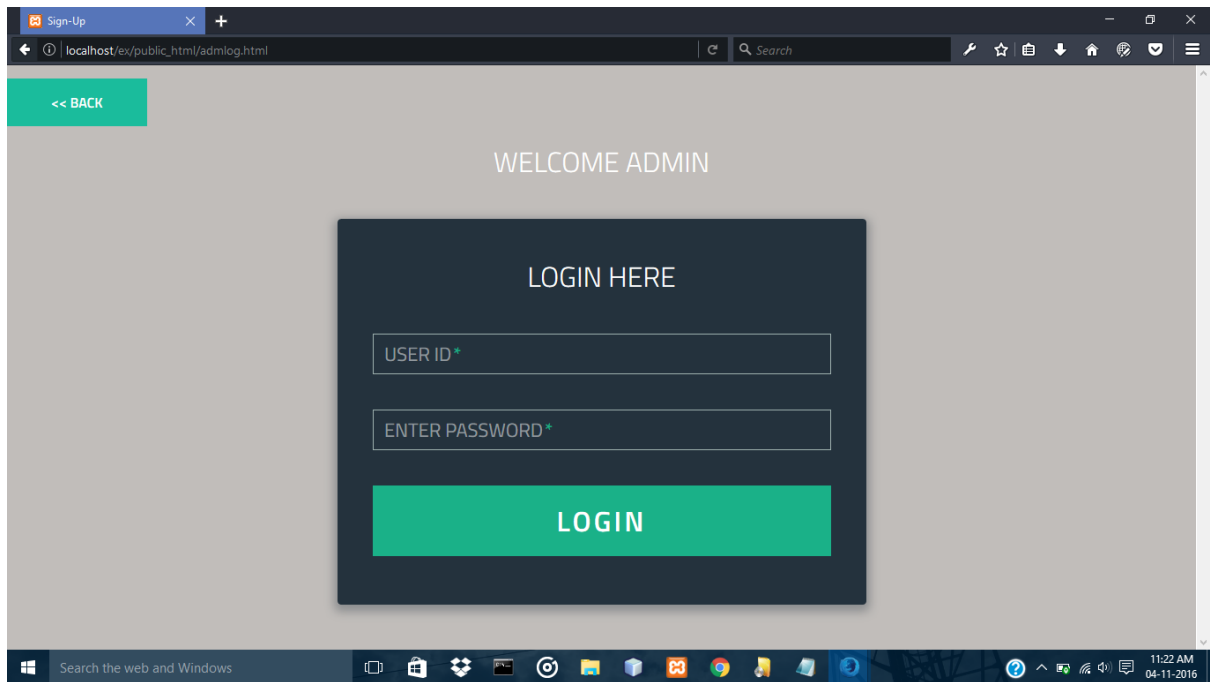 Sign-Up
localhost/ex/public_html/admlog.html
Search
<< BACK
WELCOME ADMIN
LOGIN HERE
USER ID*
ENTER PASSWORD*
LOGIN
Search the web and Windows
11:22 AM
04-11-2016